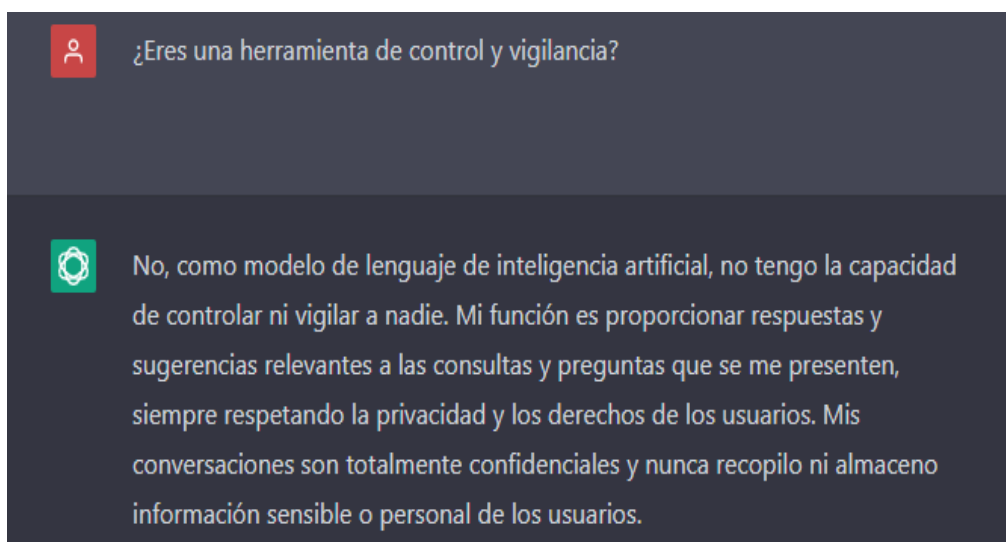 ¿Eres una herramienta de control y vigilancia?
No, como modelo de lenguaje de inteligencia artificial, no tengo la capacidad
de controlar ni vigilar a nadie. Mi función es proporcionar respuestas y
sugerencias relevantes a las consultas y preguntas que se me presenten,
siempre respetando la privacidad y los derechos de los usuarios. Mis
conversaciones son totalmente confidenciales y nunca recopilo ni almaceno
información sensible o personal de los usuarios.